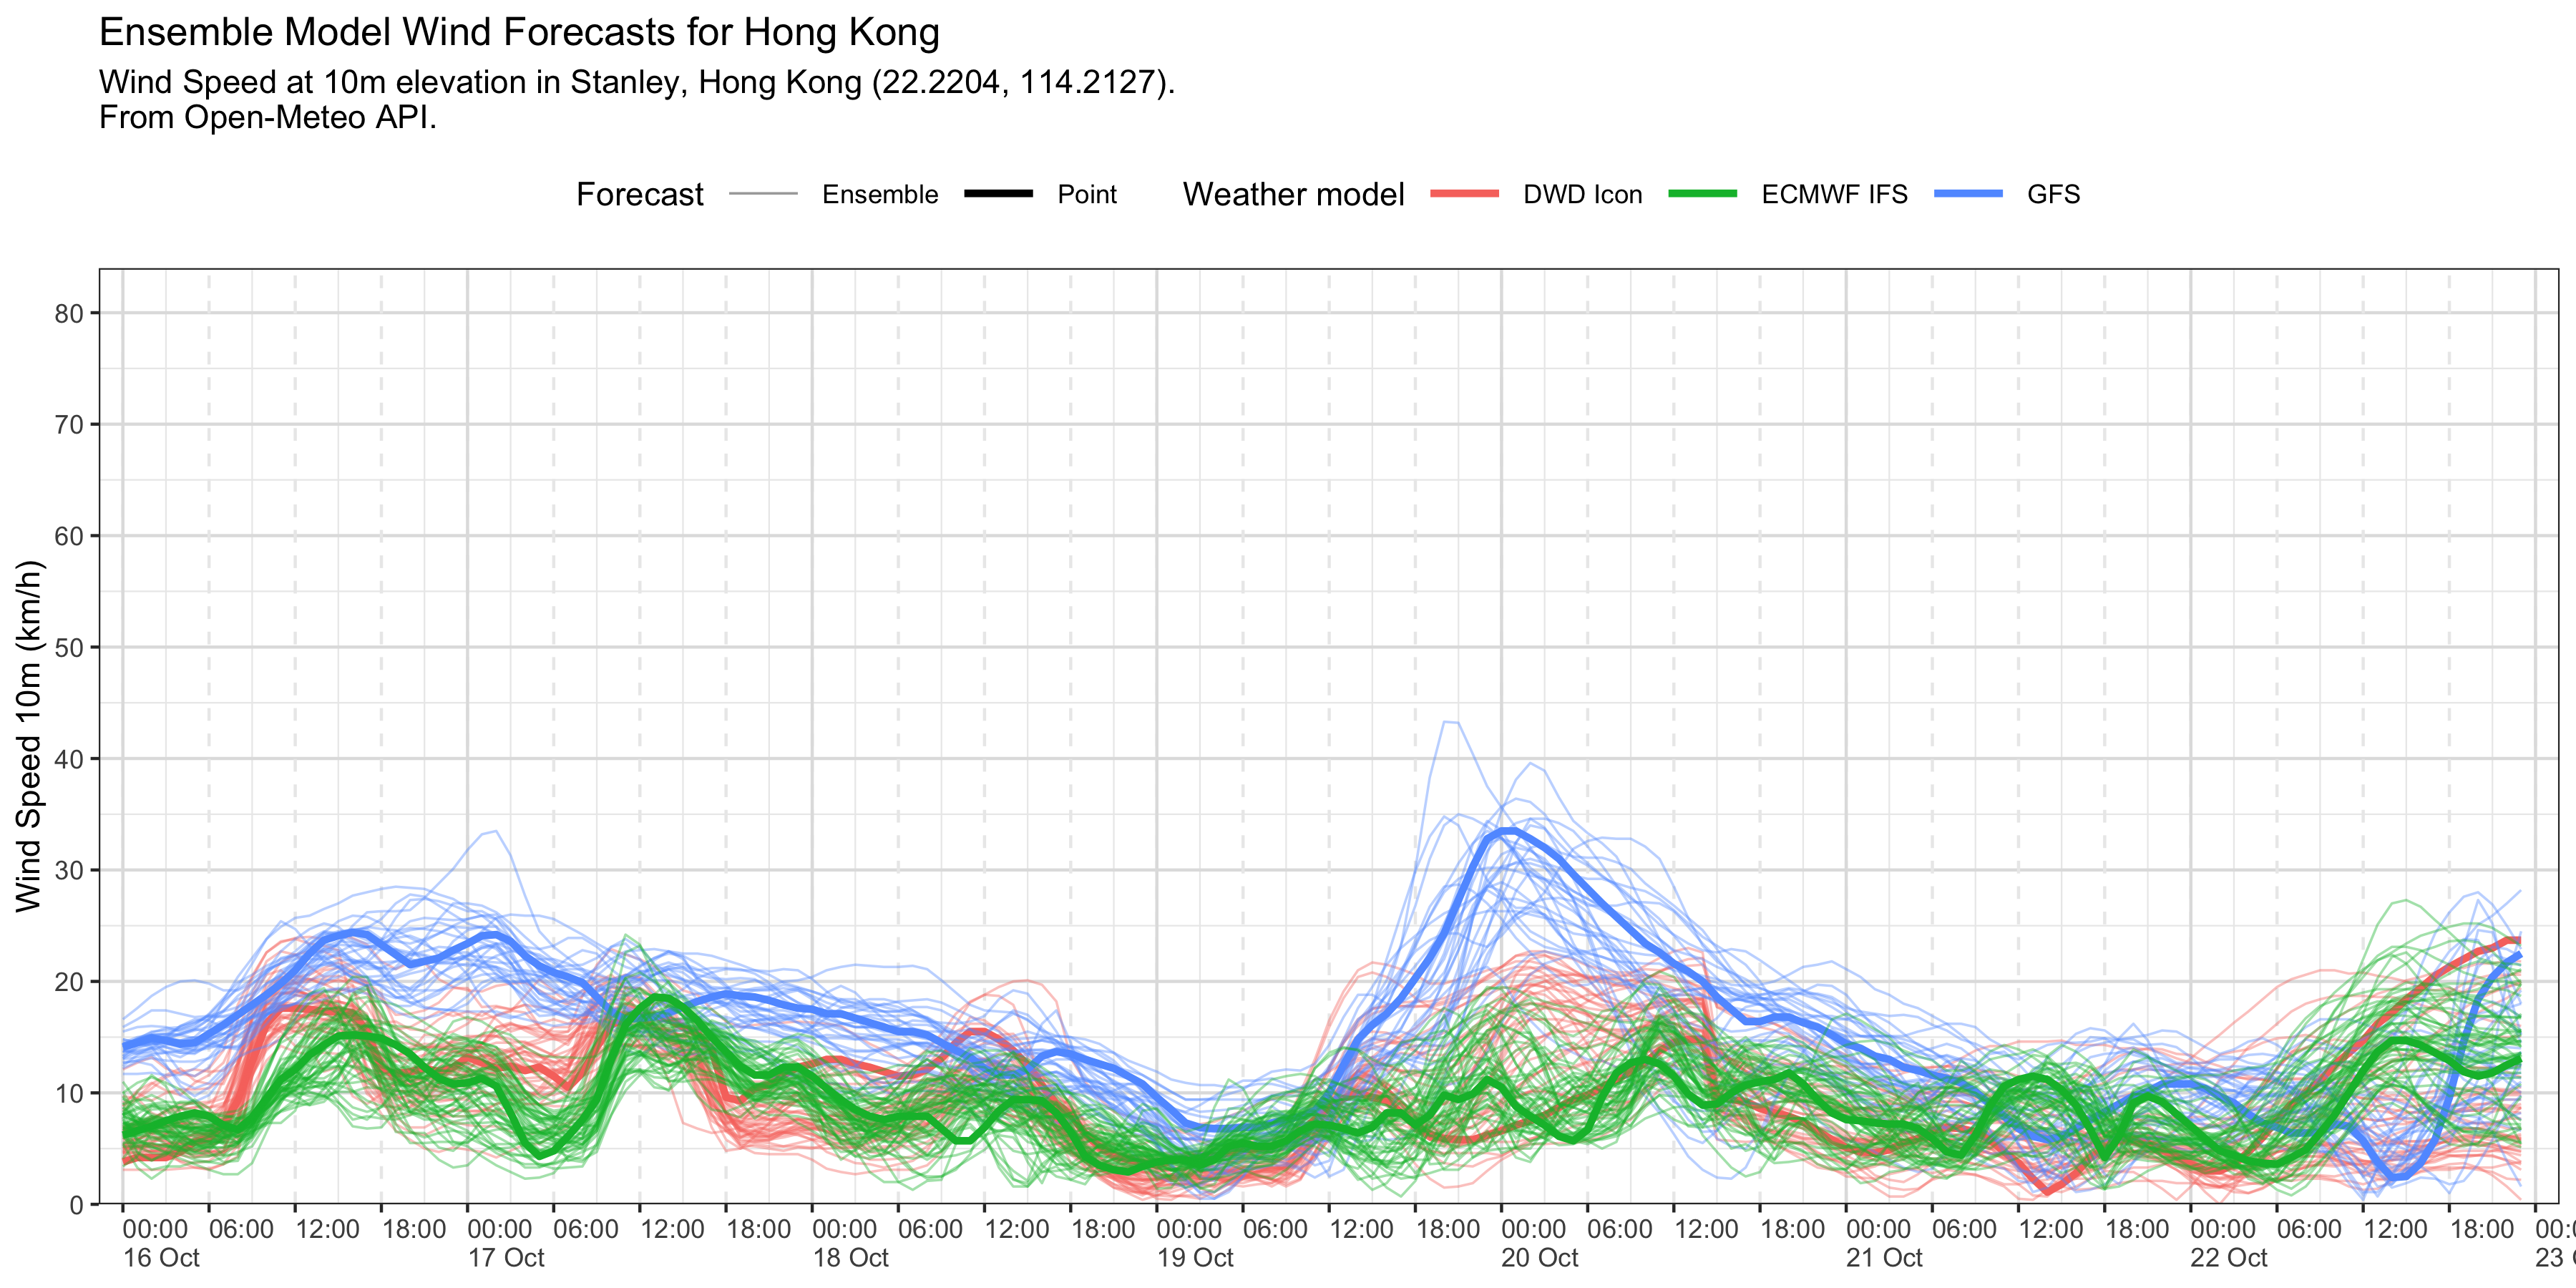 Ensemble Model Wind Forecasts for Hong Kong
Wind Speed at 10m elevation in Stanley, Hong Kong (22.2204, 114.2127).
From Open-Meteo API.
Forecast Ensemble Point Weather model DWD Icon ECMWF IFS GFS
Wind Speed 10m (km/h)
80
70
60
50
40
30
20
10
0
00:00 06:00 12:00 18:00 00:00 06:00 12:00 18:00 00:00 06:00 12:00 18:00 00:00 06:00 12:00 18:00 00:00 06:00 12:00 18:00 00:00 06:00 12:00 18:00 00:00 06:00 12:00 18:00 00:0
16 Oct 17 Oct 18 Oct 19 Oct 20 Oct 21 Oct 22 Oct 23